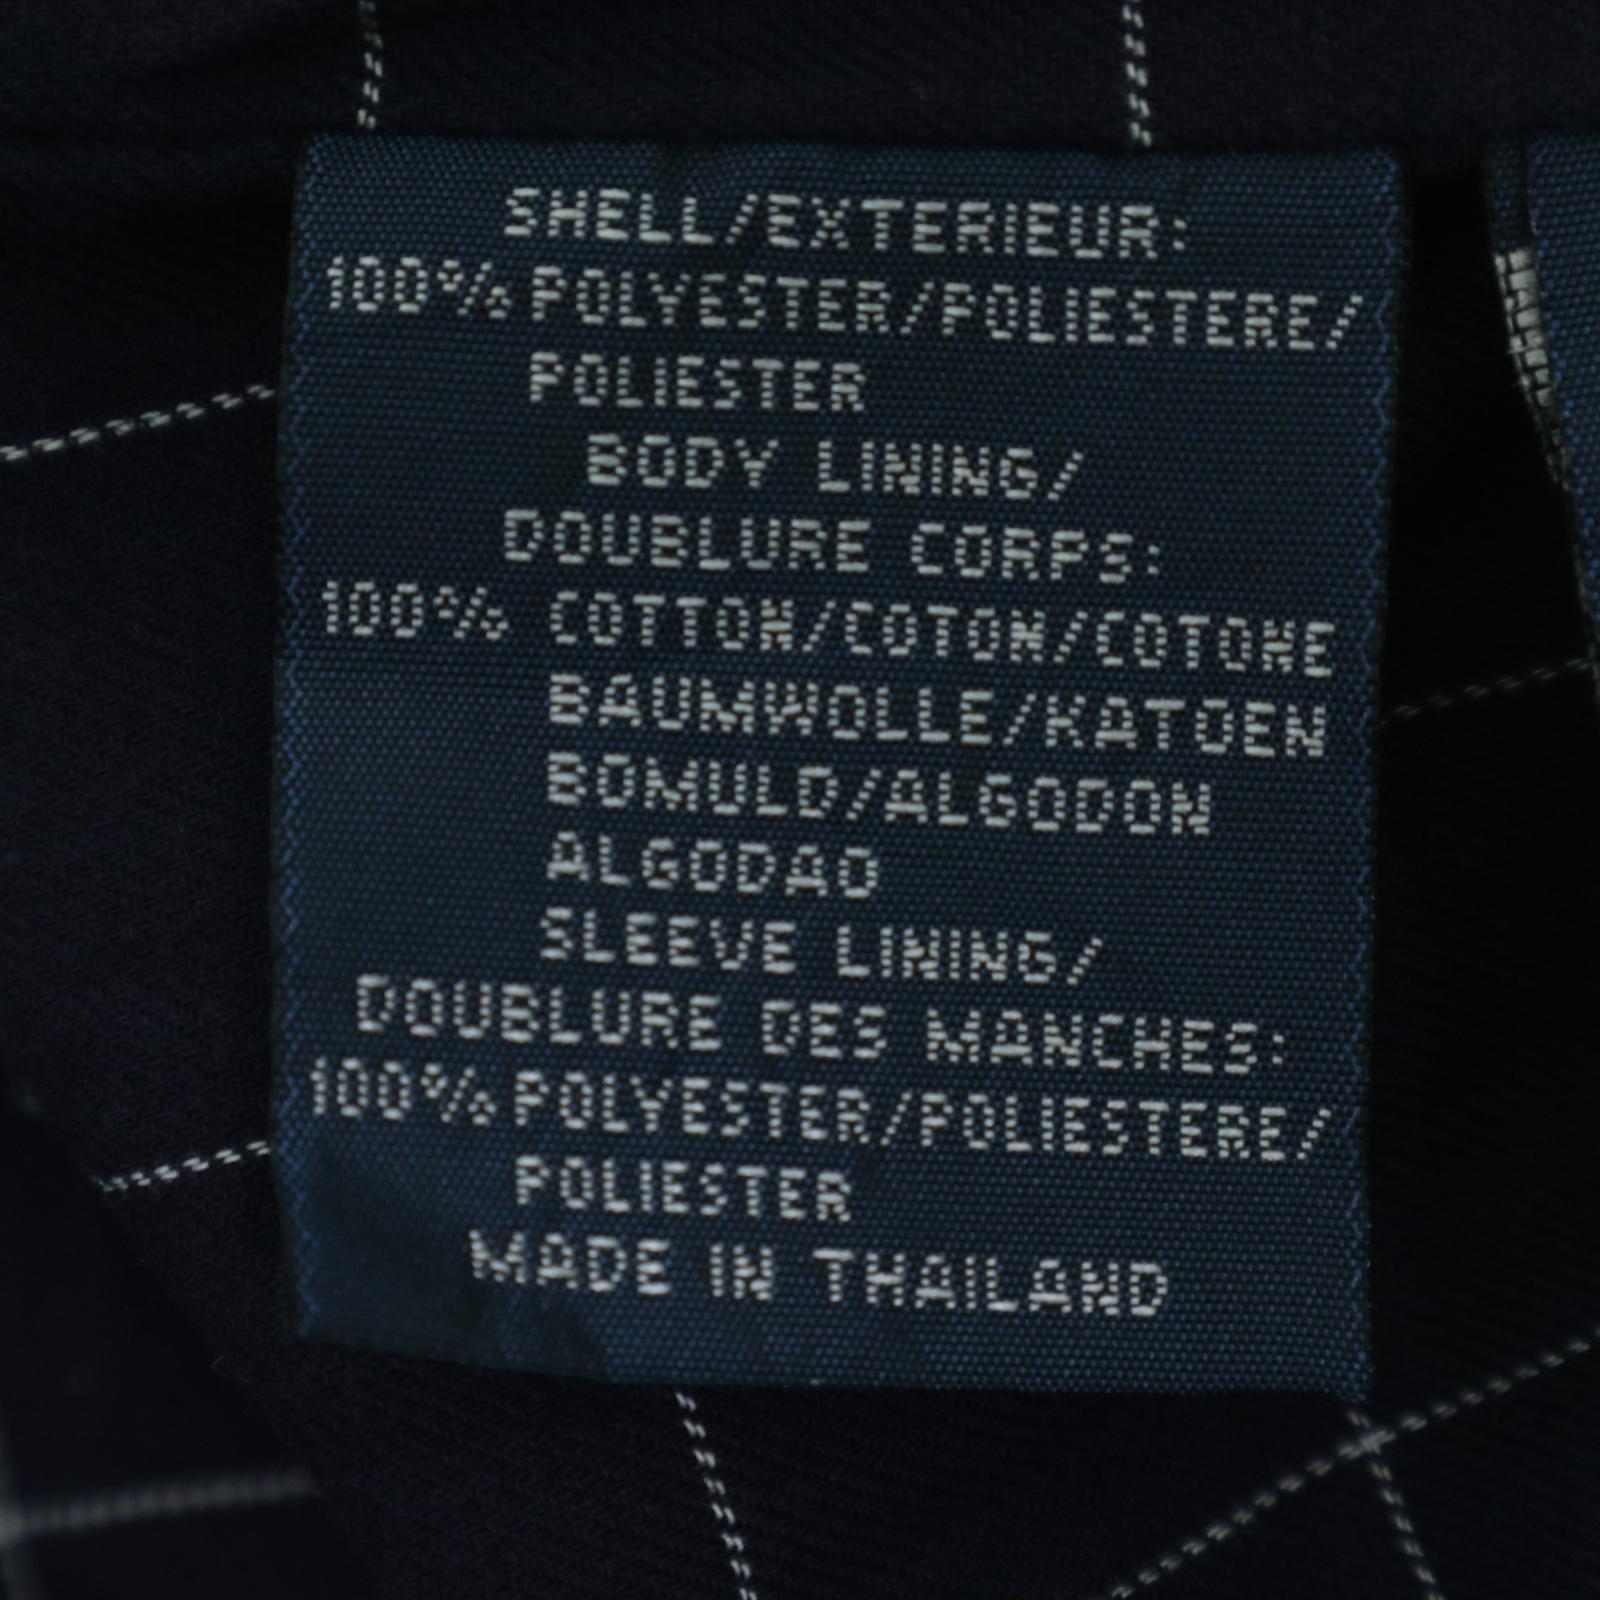 SHELL/EXTERIEUR:
100% POLYESTER/POLIESTERE/
POLIESTER
BODY LINING/
DOUBLURE CORPS:
100% COTTON/COTON/COTONE
BAUMWOLLE/KATOEN
BOMULD/ALGODON
ALGODAO
SLEEVE LINING/
DOUBLURE DES MANCHES:
100% POLYESTER/POLIESTERE/
POLIESTER
MADE IN THAILAND